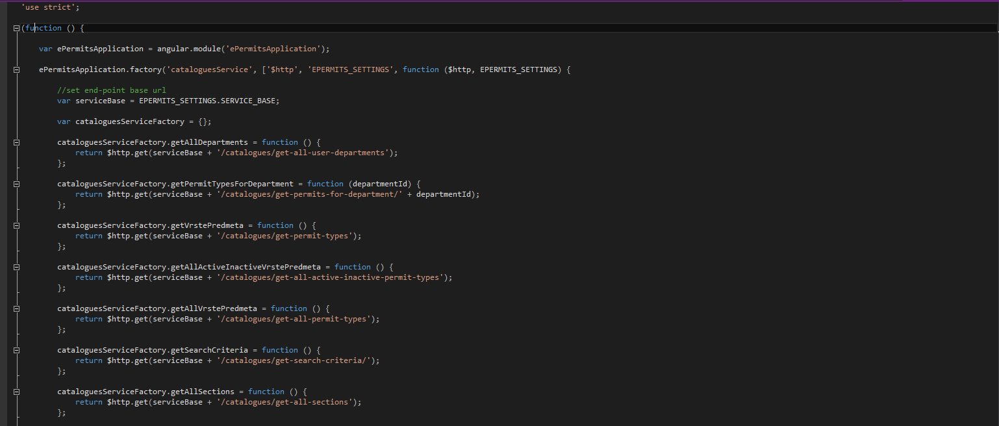 'use strict';
(function () {
var ePermitsApplication = angular.module('ePermitsApplication');
ePermitsApplication.factory('cataloguesService', ['$http', 'EPERMITS_SETTINGS', function ($http, EPERMITS_SETTINGS) {
//set end-point base url
var serviceBase = EPERMITS_SETTINGS.SERVICE_BASE;
var cataloguesServiceFactory = {};
cataloguesServiceFactory.getAllDepartments = function () {
return $http.get(serviceBase + '/catalogues/get-all-user-departments');
};
cataloguesServiceFactory.getPermitTypesForDepartment = function (departmentId) {
return $http.get(serviceBase + '/catalogues/get-permits-for-department/' + departmentId);
};
cataloguesServiceFactory.getVrstePredmeta = function () {
return $http.get(serviceBase + '/catalogues/get-permit-types');
};
cataloguesServiceFactory.getAllActiveInactiveVrstePredmeta = function () {
return $http.get(serviceBase + '/catalogues/get-all-active-inactive-permit-types');
};
cataloguesServiceFactory.getAllVrstePredmeta = function () {
return $http.get(serviceBase + '/catalogues/get-all-permit-types');
};
cataloguesServiceFactory.getSearchCriteria = function () {
return $http.get(serviceBase + '/catalogues/get-search-criteria/');
};
cataloguesServiceFactory.getAllSections = function () {
return $http.get(serviceBase + '/catalogues/get-all-sections');
};